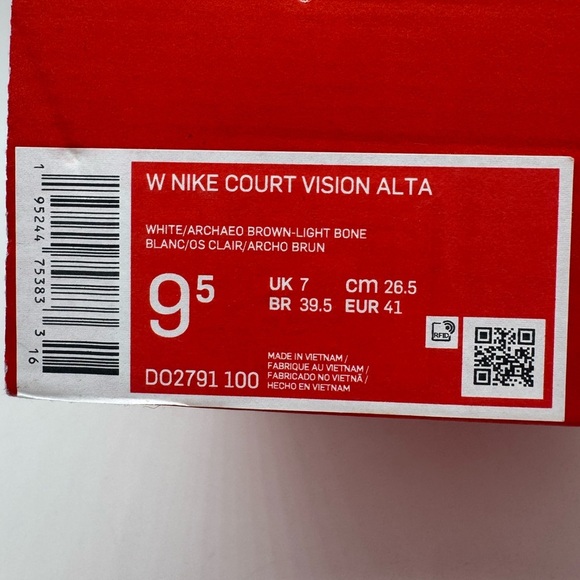 W NIKE COURT VISION ALTA
WHITE/ARCHAEO BROWN-LIGHT BONE
BLANC/OS CLAIR/ARCHO BRUN
9⁵
UK 7 cm 26.5
BR 39.5 EUR 41
DO2791 100
MADE IN VIETNAM /
FABRIQUE AU VIETNAM /
FABRICADO NO VIETNÃ /
HECHO EN VIETNAM
RFID
1 95244 75383 3 16